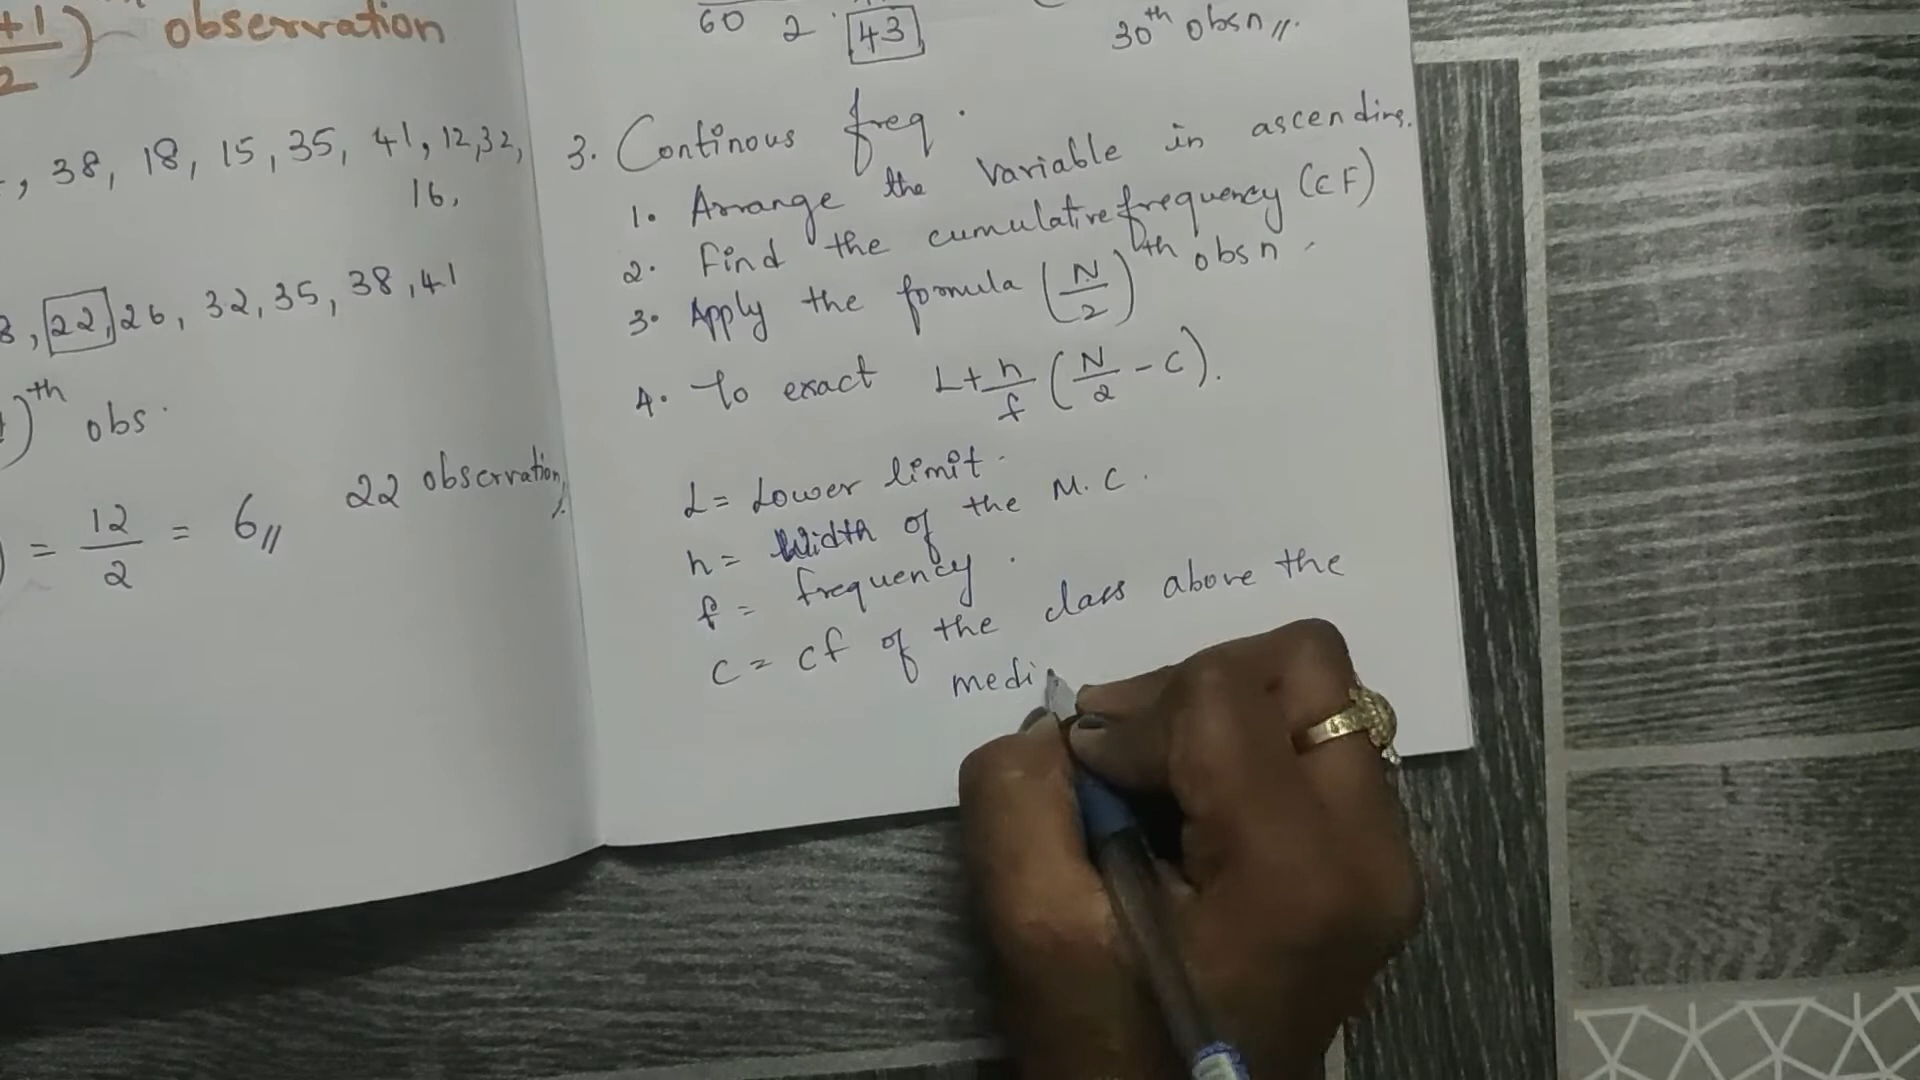 +1/2) observation
, 38, 18, 15, 35, 41, 12, 32,
16,
, [22,] 26, 32, 35, 38, 41
)th obs.
= 12/2 = 6//
22 observation//.
60 2 [43]
30th obsn//.
3. Continous freq.
1. Arrange the Variable in ascending.
2. Find the cumulative frequency (CF)
3. Apply the formula (N/2)th obsn.
4. To exact L+h/f (N/2 - C).
L = Lower limit.
h = Width of the M.C.
f = frequency.
C = cf of the class above the
medi